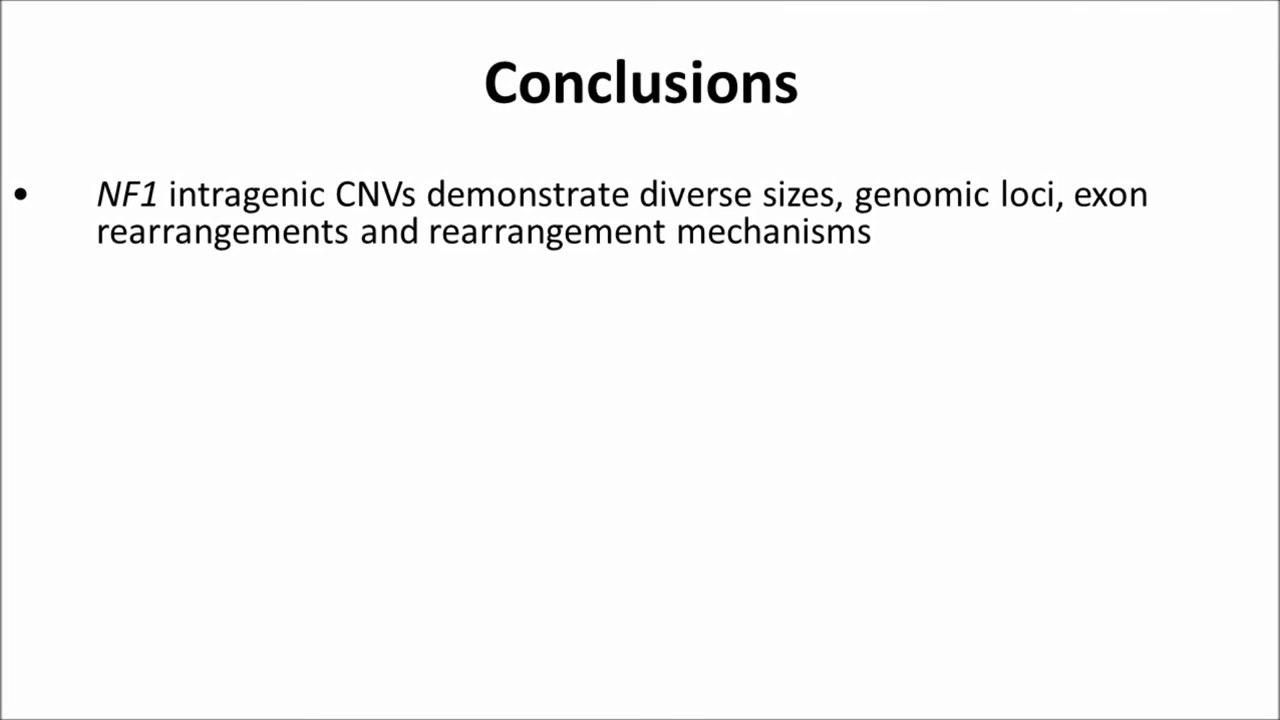 Conclusions
• NF1 intragenic CNVs demonstrate diverse sizes, genomic loci, exon
rearrangements and rearrangement mechanisms